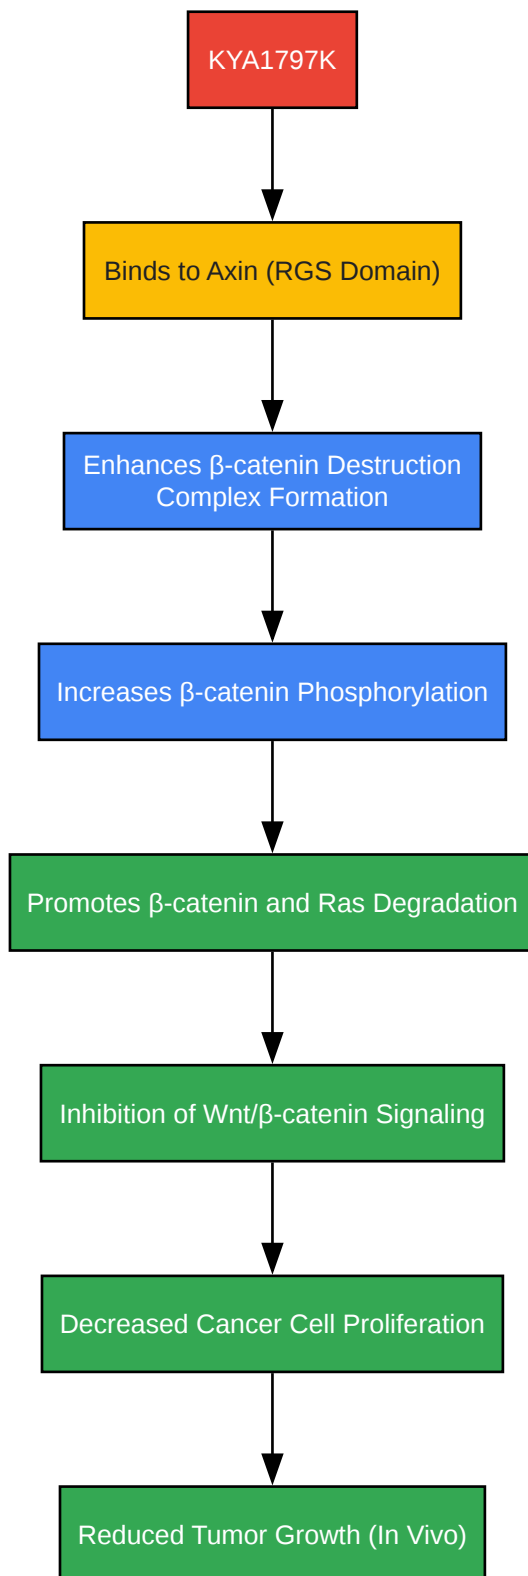 KYA1797K
Binds to Axin (RGS Domain)
Enhances β-catenin Destruction
Complex Formation
Increases β-catenin Phosphorylation
Promotes β-catenin and Ras Degradation
Inhibition of Wnt/β-catenin Signaling
Decreased Cancer Cell Proliferation
Reduced Tumor Growth (In Vivo)